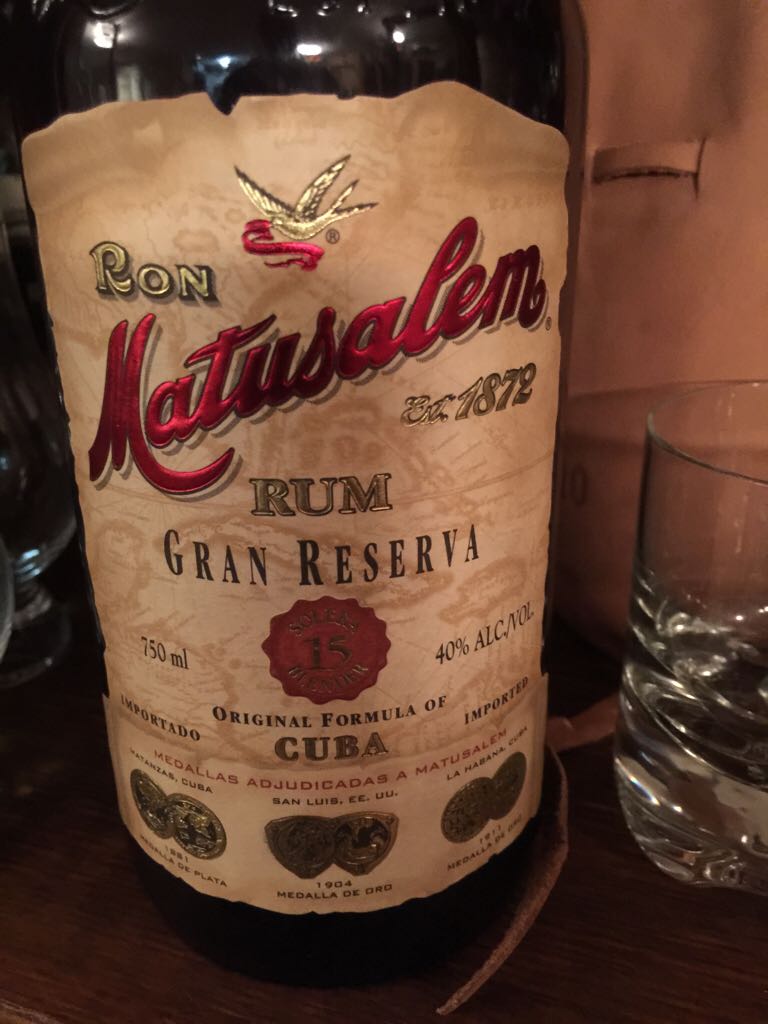 RON
Matusalem
Est. 1872
RUM
GRAN RESERVA
SOLERA
15
BLENDER
750 ml
40% ALC./VOL.
IMPORTADO
ORIGINAL FORMULA OF
CUBA
IMPORTED
MEDALLAS ADJUDICADAS A MATUSALEM
MATANZAS, CUBA
SAN LUIS, EE. UU.
LA HABANA, CUBA
1881
MEDALLA DE PLATA
1904
MEDALLA DE ORO
1911
MEDALLA DE ORO